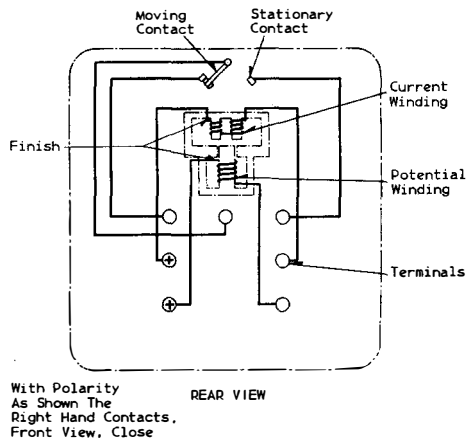 Moving
Contact
Stationary
Contact
Current
Winding
Finish
Potential
Winding
Terminals
With Polarity
As Shown The
Right Hand Contacts,
Front View, Close
REAR VIEW